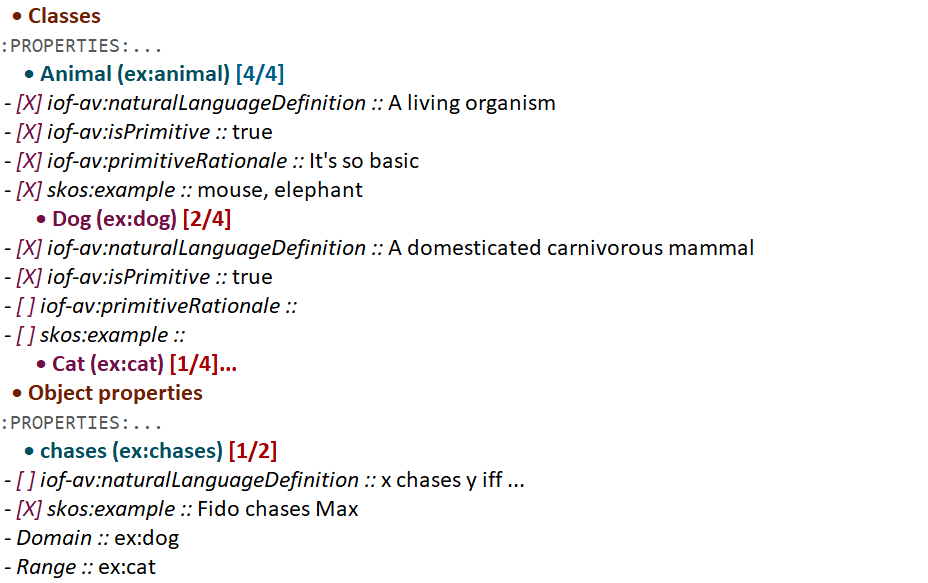 • Classes
:PROPERTIES:...
• Animal (ex:animal) [4/4]
- [X] iof-av:naturalLanguageDefinition :: A living organism
- [X] iof-av:isPrimitive :: true
- [X] iof-av:primitiveRationale :: It's so basic
- [X] skos:example :: mouse, elephant
• Dog (ex:dog) [2/4]
- [X] iof-av:naturalLanguageDefinition :: A domesticated carnivorous mammal
- [X] iof-av:isPrimitive :: true
- [ ] iof-av:primitiveRationale ::
- [ ] skos:example ::
• Cat (ex:cat) [1/4]...
• Object properties
:PROPERTIES:...
• chases (ex:chases) [1/2]
- [ ] iof-av:naturalLanguageDefinition :: x chases y iff ...
- [X] skos:example :: Fido chases Max
- Domain :: ex:dog
- Range :: ex:cat